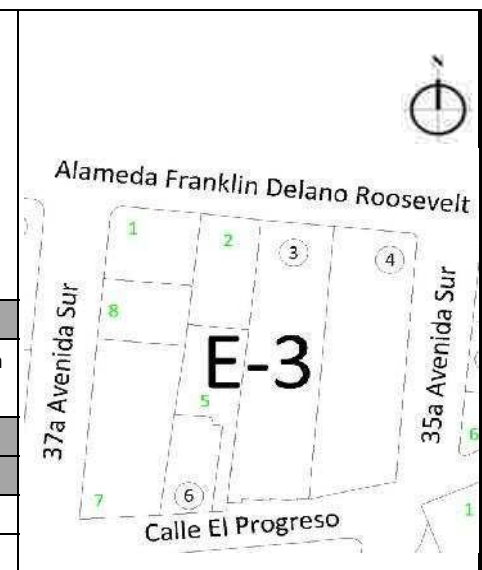 N
Alameda Franklin Delano Roosevelt
1
2
3
4
8
37a Avenida Sur
E-3
35a Avenida Sur
5
6
7
6
1
Calle El Progreso